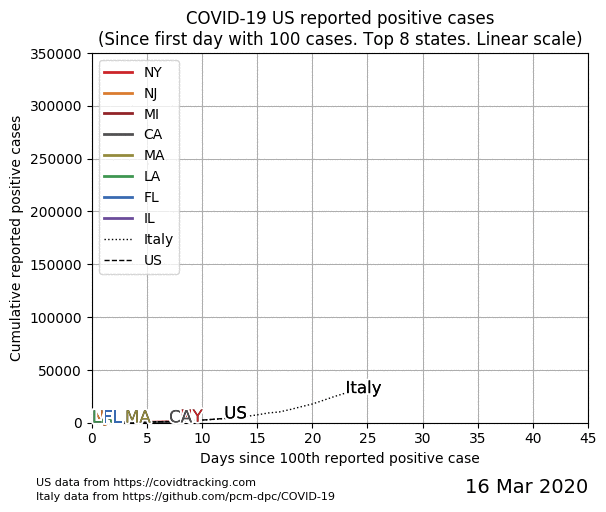 COVID-19 US reported positive cases
(Since first day with 100 cases. Top 8 states. Linear scale)
Cumulative reported positive cases
350000
300000
250000
200000
150000
100000
50000
0
NY
NJ
MI
CA
MA
LA
FL
IL
Italy
US
Italy
US
FL
MA
CA
0 5 10 15 20 25 30 35 40 45
Days since 100th reported positive case
US data from https://covidtracking.com
Italy data from https://github.com/pcm-dpc/COVID-19
16 Mar 2020